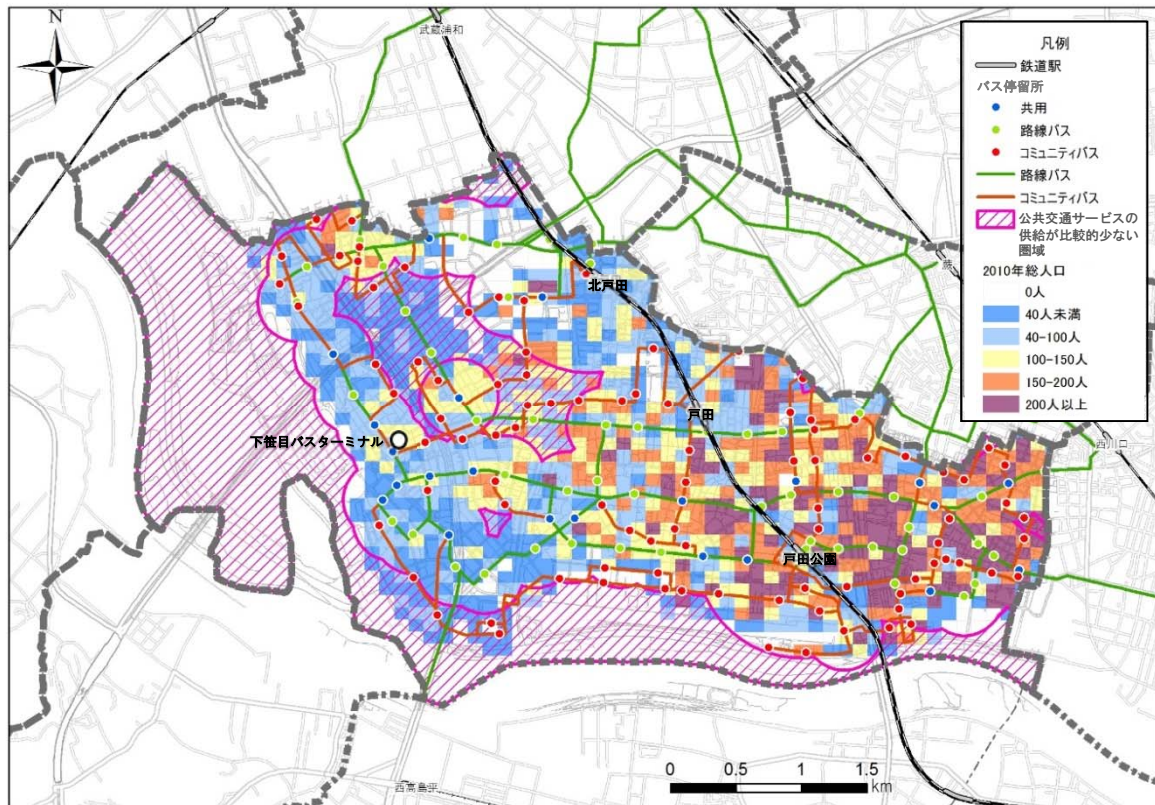 N
武蔵浦和
凡例
鉄道駅
バス停留所
共用
路線バス
コミュニティバス
路線バス
コミュニティバス
公共交通サービスの
供給が比較的少ない
圏域
2010年総人口
0人
40人未満
40-100人
100-150人
150-200人
200人以上
蕨
北戸田
戸田
下笹目バスターミナル
西川口
戸田公園
西高島平
0 0.5 1 1.5
km